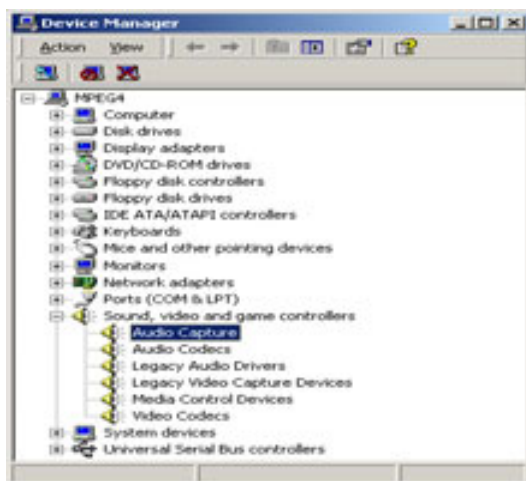 Device Manager
Action View
MPEG4
Computer
Disk drives
Display adapters
DVD/CD-ROM drives
Floppy disk controllers
Floppy disk drives
IDE ATA/ATAPI controllers
Keyboards
Mice and other pointing devices
Monitors
Network adapters
Ports (COM & LPT)
Sound, video and game controllers
Audio Capture
Audio Codecs
Legacy Audio Drivers
Legacy Video Capture Devices
Media Control Devices
Video Codecs
System devices
Universal Serial Bus controllers